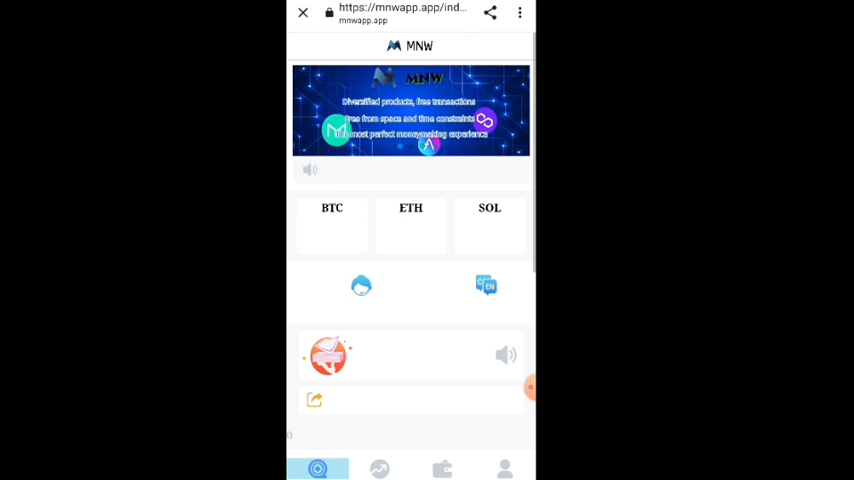 https://mnwapp.app/ind...
mnwapp.app
MNW
MNW
Diversified products, free transactions
Free from space and time constraints
most perfect moneymaking experience
BTC
ETH
SOL
EN
()